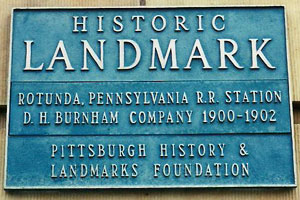 HISTORIC
LANDMARK
ROTUNDA, PENNSYLVANIA R.R. STATION
D.H. BURNHAM COMPANY 1900-1902
PITTSBURGH HISTORY &
LANDMARKS FOUNDATION